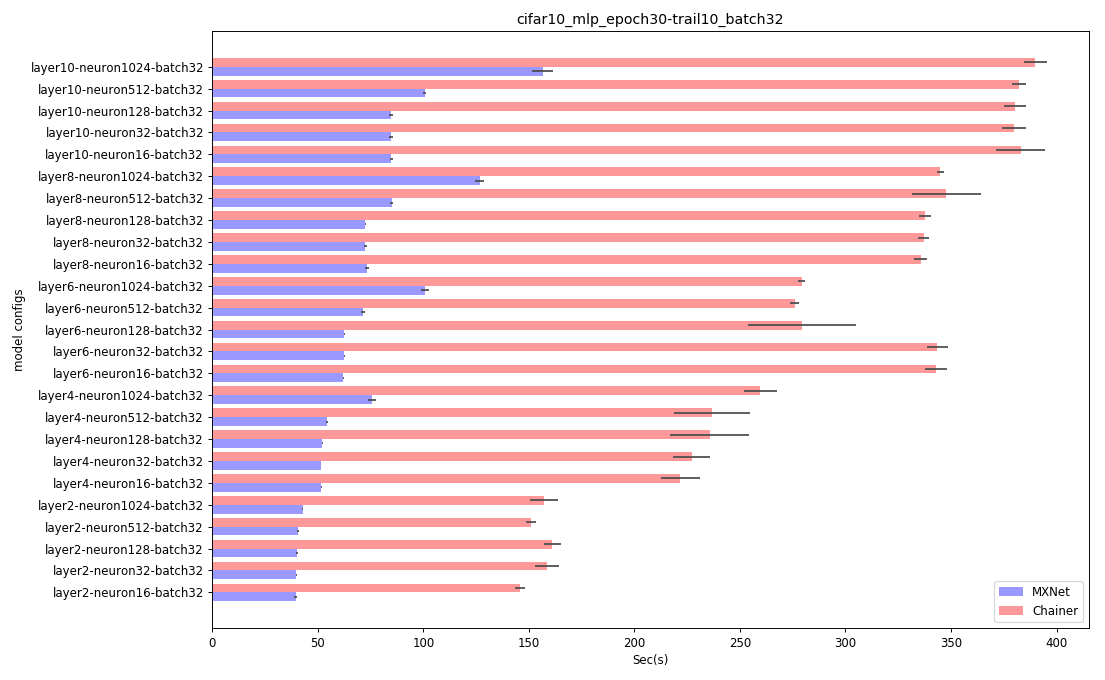 cifar10_mlp_epoch30-trail10_batch32
model configs
layer10-neuron1024-batch32
layer10-neuron512-batch32
layer10-neuron128-batch32
layer10-neuron32-batch32
layer10-neuron16-batch32
layer8-neuron1024-batch32
layer8-neuron512-batch32
layer8-neuron128-batch32
layer8-neuron32-batch32
layer8-neuron16-batch32
layer6-neuron1024-batch32
layer6-neuron512-batch32
layer6-neuron128-batch32
layer6-neuron32-batch32
layer6-neuron16-batch32
layer4-neuron1024-batch32
layer4-neuron512-batch32
layer4-neuron128-batch32
layer4-neuron32-batch32
layer4-neuron16-batch32
layer2-neuron1024-batch32
layer2-neuron512-batch32
layer2-neuron128-batch32
layer2-neuron32-batch32
layer2-neuron16-batch32
MXNet
Chainer
0 50 100 150 200 250 300 350 400
Sec(s)